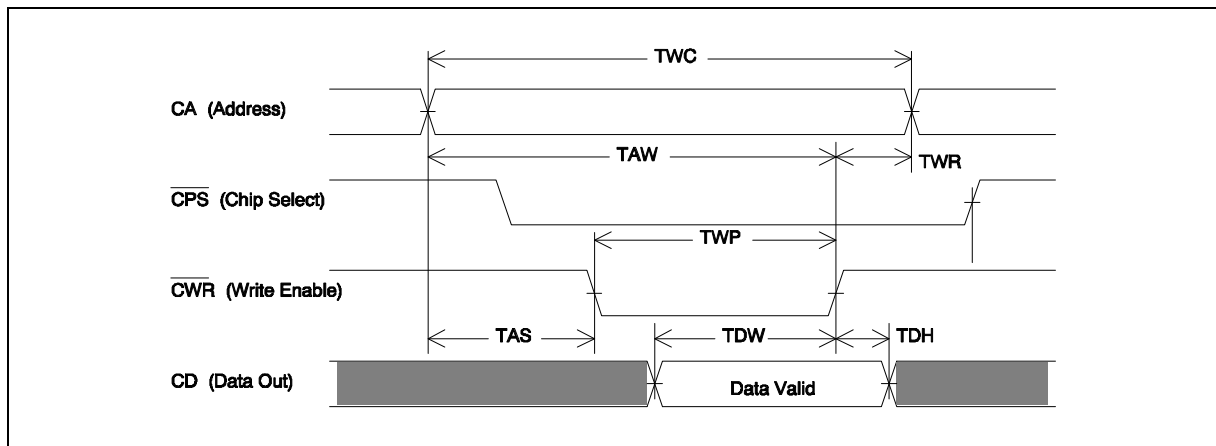 TWC
CA (Address)
TAW
TWR
CPS (Chip Select)
TWP
CWR (Write Enable)
TAS
TDW
TDH
CD (Data Out)
Data Valid